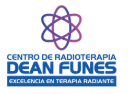 CENTRO DE RADIOTERAPIA
DEAN FUNES
EXCELENCIA EN TERAPIA RADIANTE